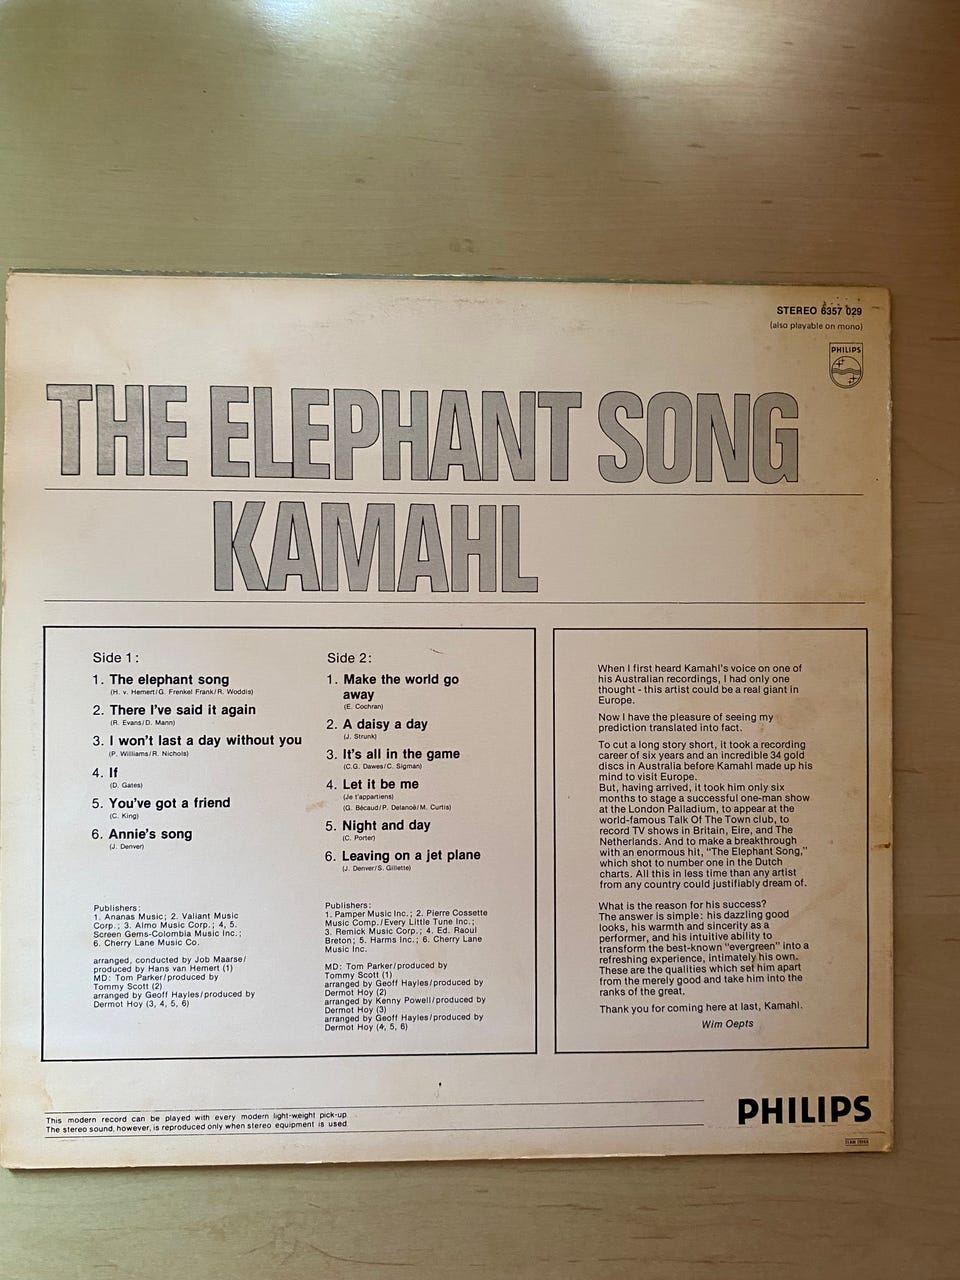 STEREO 6357 029
(also playable on mono)
PHILIPS
THE ELEPHANT SONG
KAMAHL
Side 1:
1. The elephant song
(H. v. Hemert/G. Frenkel Frank/R. Woddis)
2. There I've said it again
(R. Evans/D. Mann)
3. I won't last a day without you
(P. Williams/R. Nichols)
4. If
(D. Gates)
5. You've got a friend
(C. King)
6. Annie's song
(J. Denver)
Publishers:
1. Ananas Music; 2. Valiant Music
Corp.; 3. Almo Music Corp.; 4, 5.
Screen Gems-Colombia Music Inc.;
6. Cherry Lane Music Co.
arranged, conducted by Job Maarse/
produced by Hans van Hemert (1)
MD: Tom Parker/produced by
Tommy Scott (2)
arranged by Geoff Hayles/produced by
Dermot Hoy (3, 4, 5, 6)
Side 2:
1. Make the world go
away
(E. Cochran)
2. A daisy a day
(J. Strunk)
3. It's all in the game
(C.G. Dawes/C. Sigman)
4. Let it be me
(Je t'appartiens)
(G. Bécaud/P. Delanoë/M. Curtis)
5. Night and day
(C. Porter)
6. Leaving on a jet plane
(J. Denver/S. Gillette)
Publishers:
1. Pamper Music Inc.; 2. Pierre Cossette
Music Comp./Every Little Tune Inc.;
3. Remick Music Corp.; 4. Ed. Raoul
Breton; 5. Harms Inc.; 6. Cherry Lane
Music Inc.
MD: Tom Parker/produced by
Tommy Scott (1)
arranged by Geoff Hayles/produced by
Dermot Hoy (2)
arranged by Kenny Powell/produced by
Dermot Hoy (3)
arranged by Geoff Hayles/produced by
Dermot Hoy (4, 5, 6)
When I first heard Kamahl's voice on one of
his Australian recordings, I had only one
thought - this artist could be a real giant in
Europe.
Now I have the pleasure of seeing my
prediction translated into fact.
To cut a long story short, it took a recording
career of six years and an incredible 34 gold
discs in Australia before Kamahl made up his
mind to visit Europe.
But, having arrived, it took him only six
months to stage a successful one-man show
at the London Palladium, to appear at the
world-famous Talk Of The Town club, to
record TV shows in Britain, Eire, and The
Netherlands. And to make a breakthrough
with an enormous hit, "The Elephant Song,"
which shot to number one in the Dutch
charts. All this in less time than any artist
from any country could justifiably dream of.
What is the reason for his success?
The answer is simple: his dazzling good
looks, his warmth and sincerity as a
performer, and his intuitive ability to
transform the best-known "evergreen" into a
refreshing experience, intimately his own.
These are the qualities which set him apart
from the merely good and take him into the
ranks of the great.
Thank you for coming here at last, Kamahl.
Wim Oepts
This modern record can be played with every modern light-weight pick-up.
The stereo sound, however, is reproduced only when stereo equipment is used.
PHILIPS